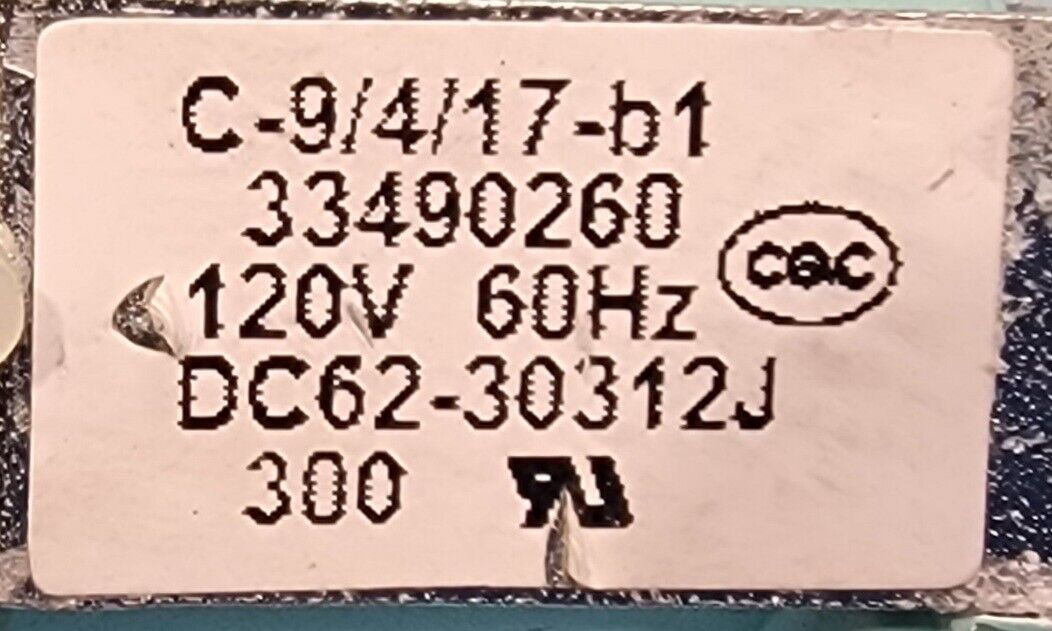 C-9/4/17-b1
33490260
CQC
120V 60Hz
DC62-30312J
300